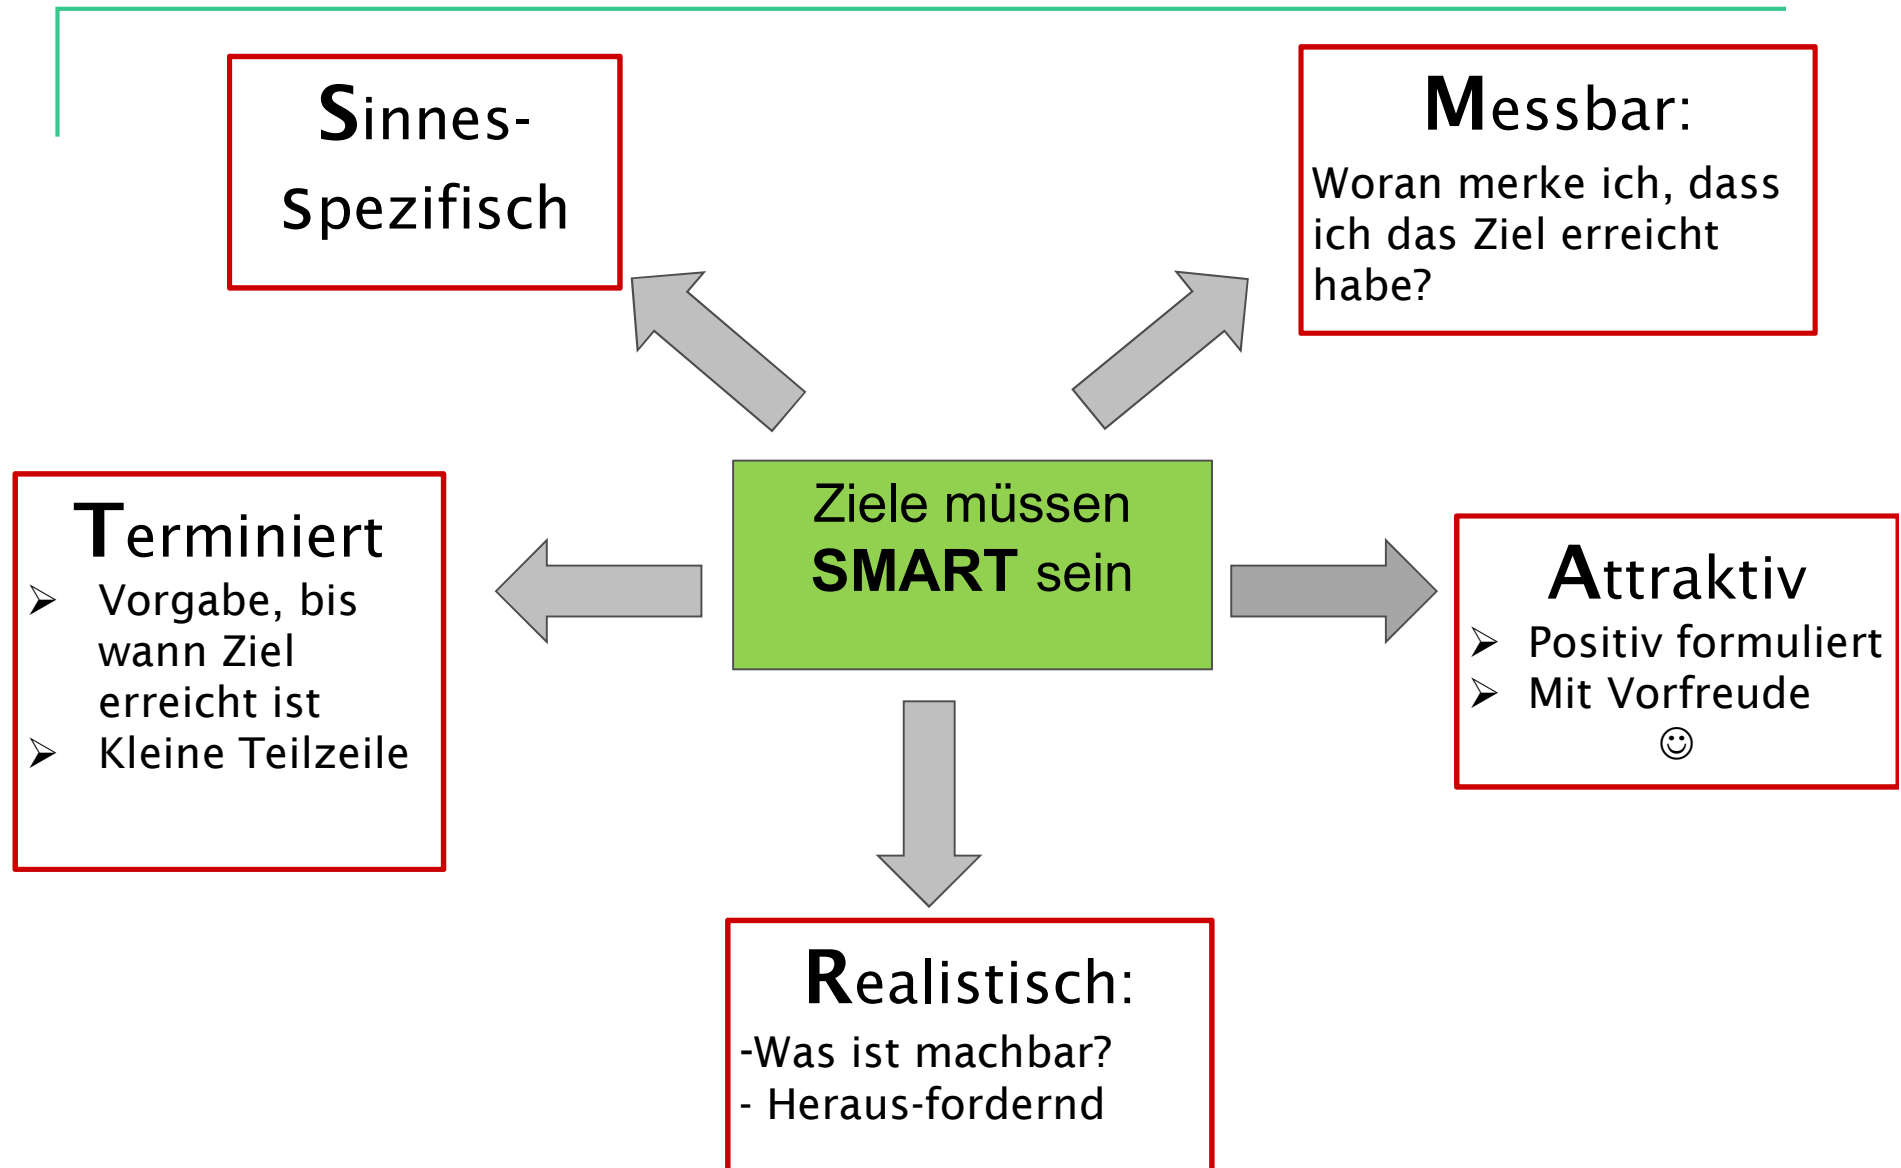 Sinnes-
spezifisch
Messbar:
Woran merke ich, dass
ich das Ziel erreicht
habe?
Ziele müssen
SMART sein
Terminiert
➢ Vorgabe, bis
wann Ziel
erreicht ist
➢ Kleine Teilzeile
Attraktiv
➢ Positiv formuliert
➢ Mit Vorfreude
☺
Realistisch:
-Was ist machbar?
- Heraus-fordernd